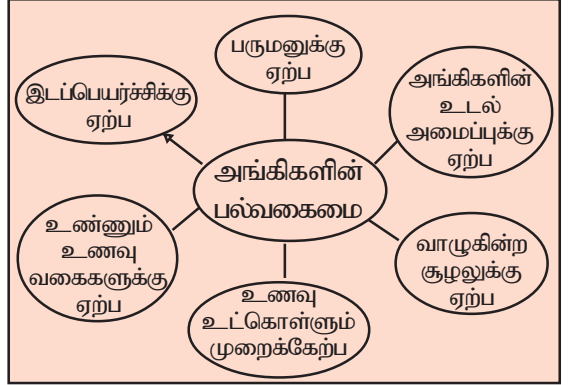 பருமனுக்கு
ஏற்ப
இடப்பெயர்ச்சிக்கு
ஏற்ப
அங்கிகளின்
உடல்
அமைப்புக்கு
ஏற்ப
அங்கிகளின்
பல்வகைமை
உண்ணும்
உணவு
வகைகளுக்கு
ஏற்ப
வாழுகின்ற
சூழலுக்கு
ஏற்ப
உணவு
உட்கொள்ளும்
முறைக்கேற்ப